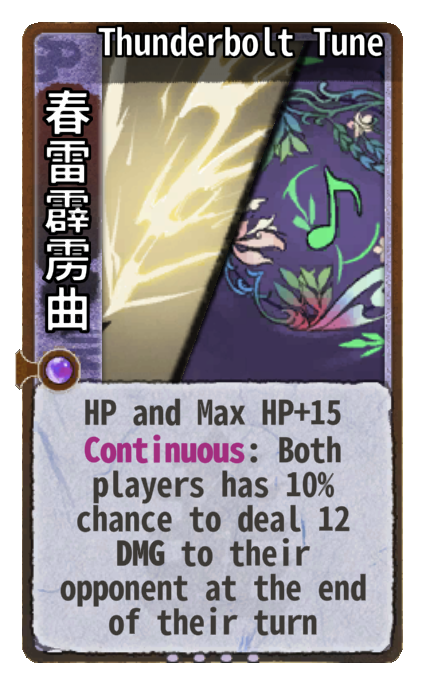 Thunderbolt Tune
春雷霹雳曲
HP and Max HP+15
Continuous: Both
players has 10%
chance to deal 12
DMG to their
opponent at the end
of their turn